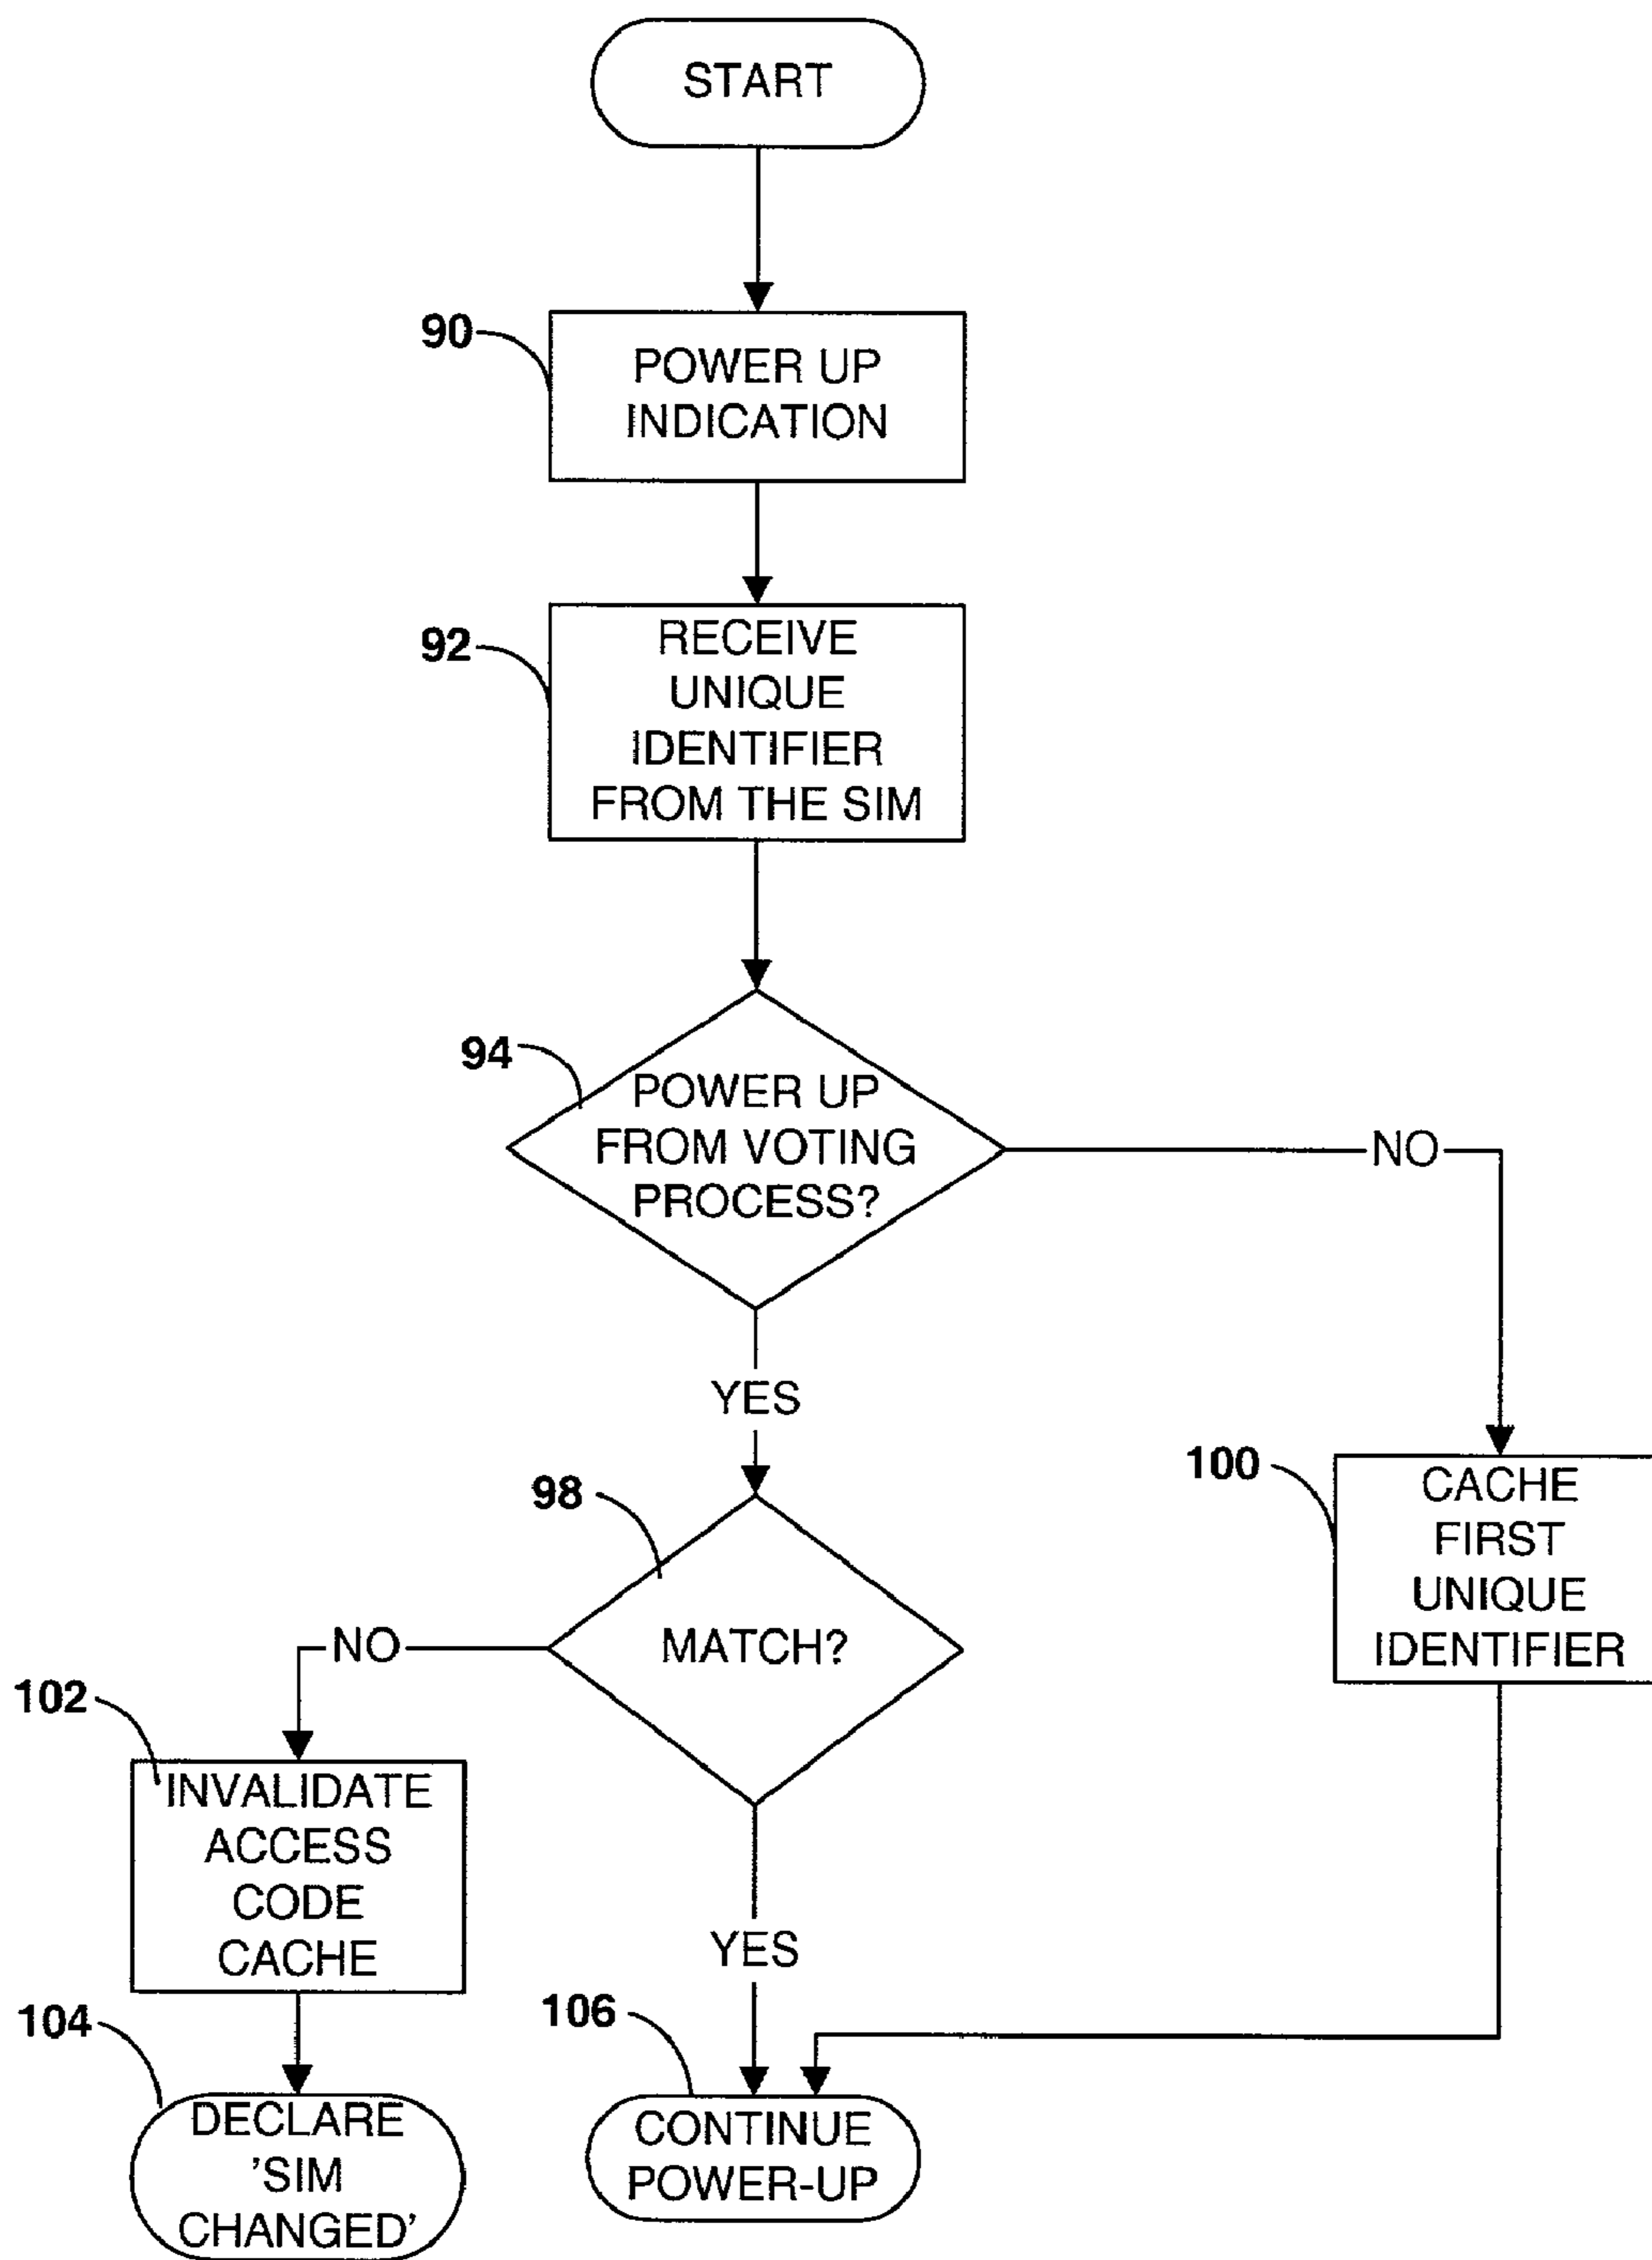 START
90
POWER UP
INDICATION
92
RECEIVE
UNIQUE
IDENTIFIER
FROM THE SIM
94
POWER UP
FROM VOTING
PROCESS?
NO
YES
98
MATCH?
100
CACHE
FIRST
UNIQUE
IDENTIFIER
NO
102
INVALIDATE
ACCESS
CODE
CACHE
YES
104
DECLARE
'SIM
CHANGED'
106
CONTINUE
POWER-UP